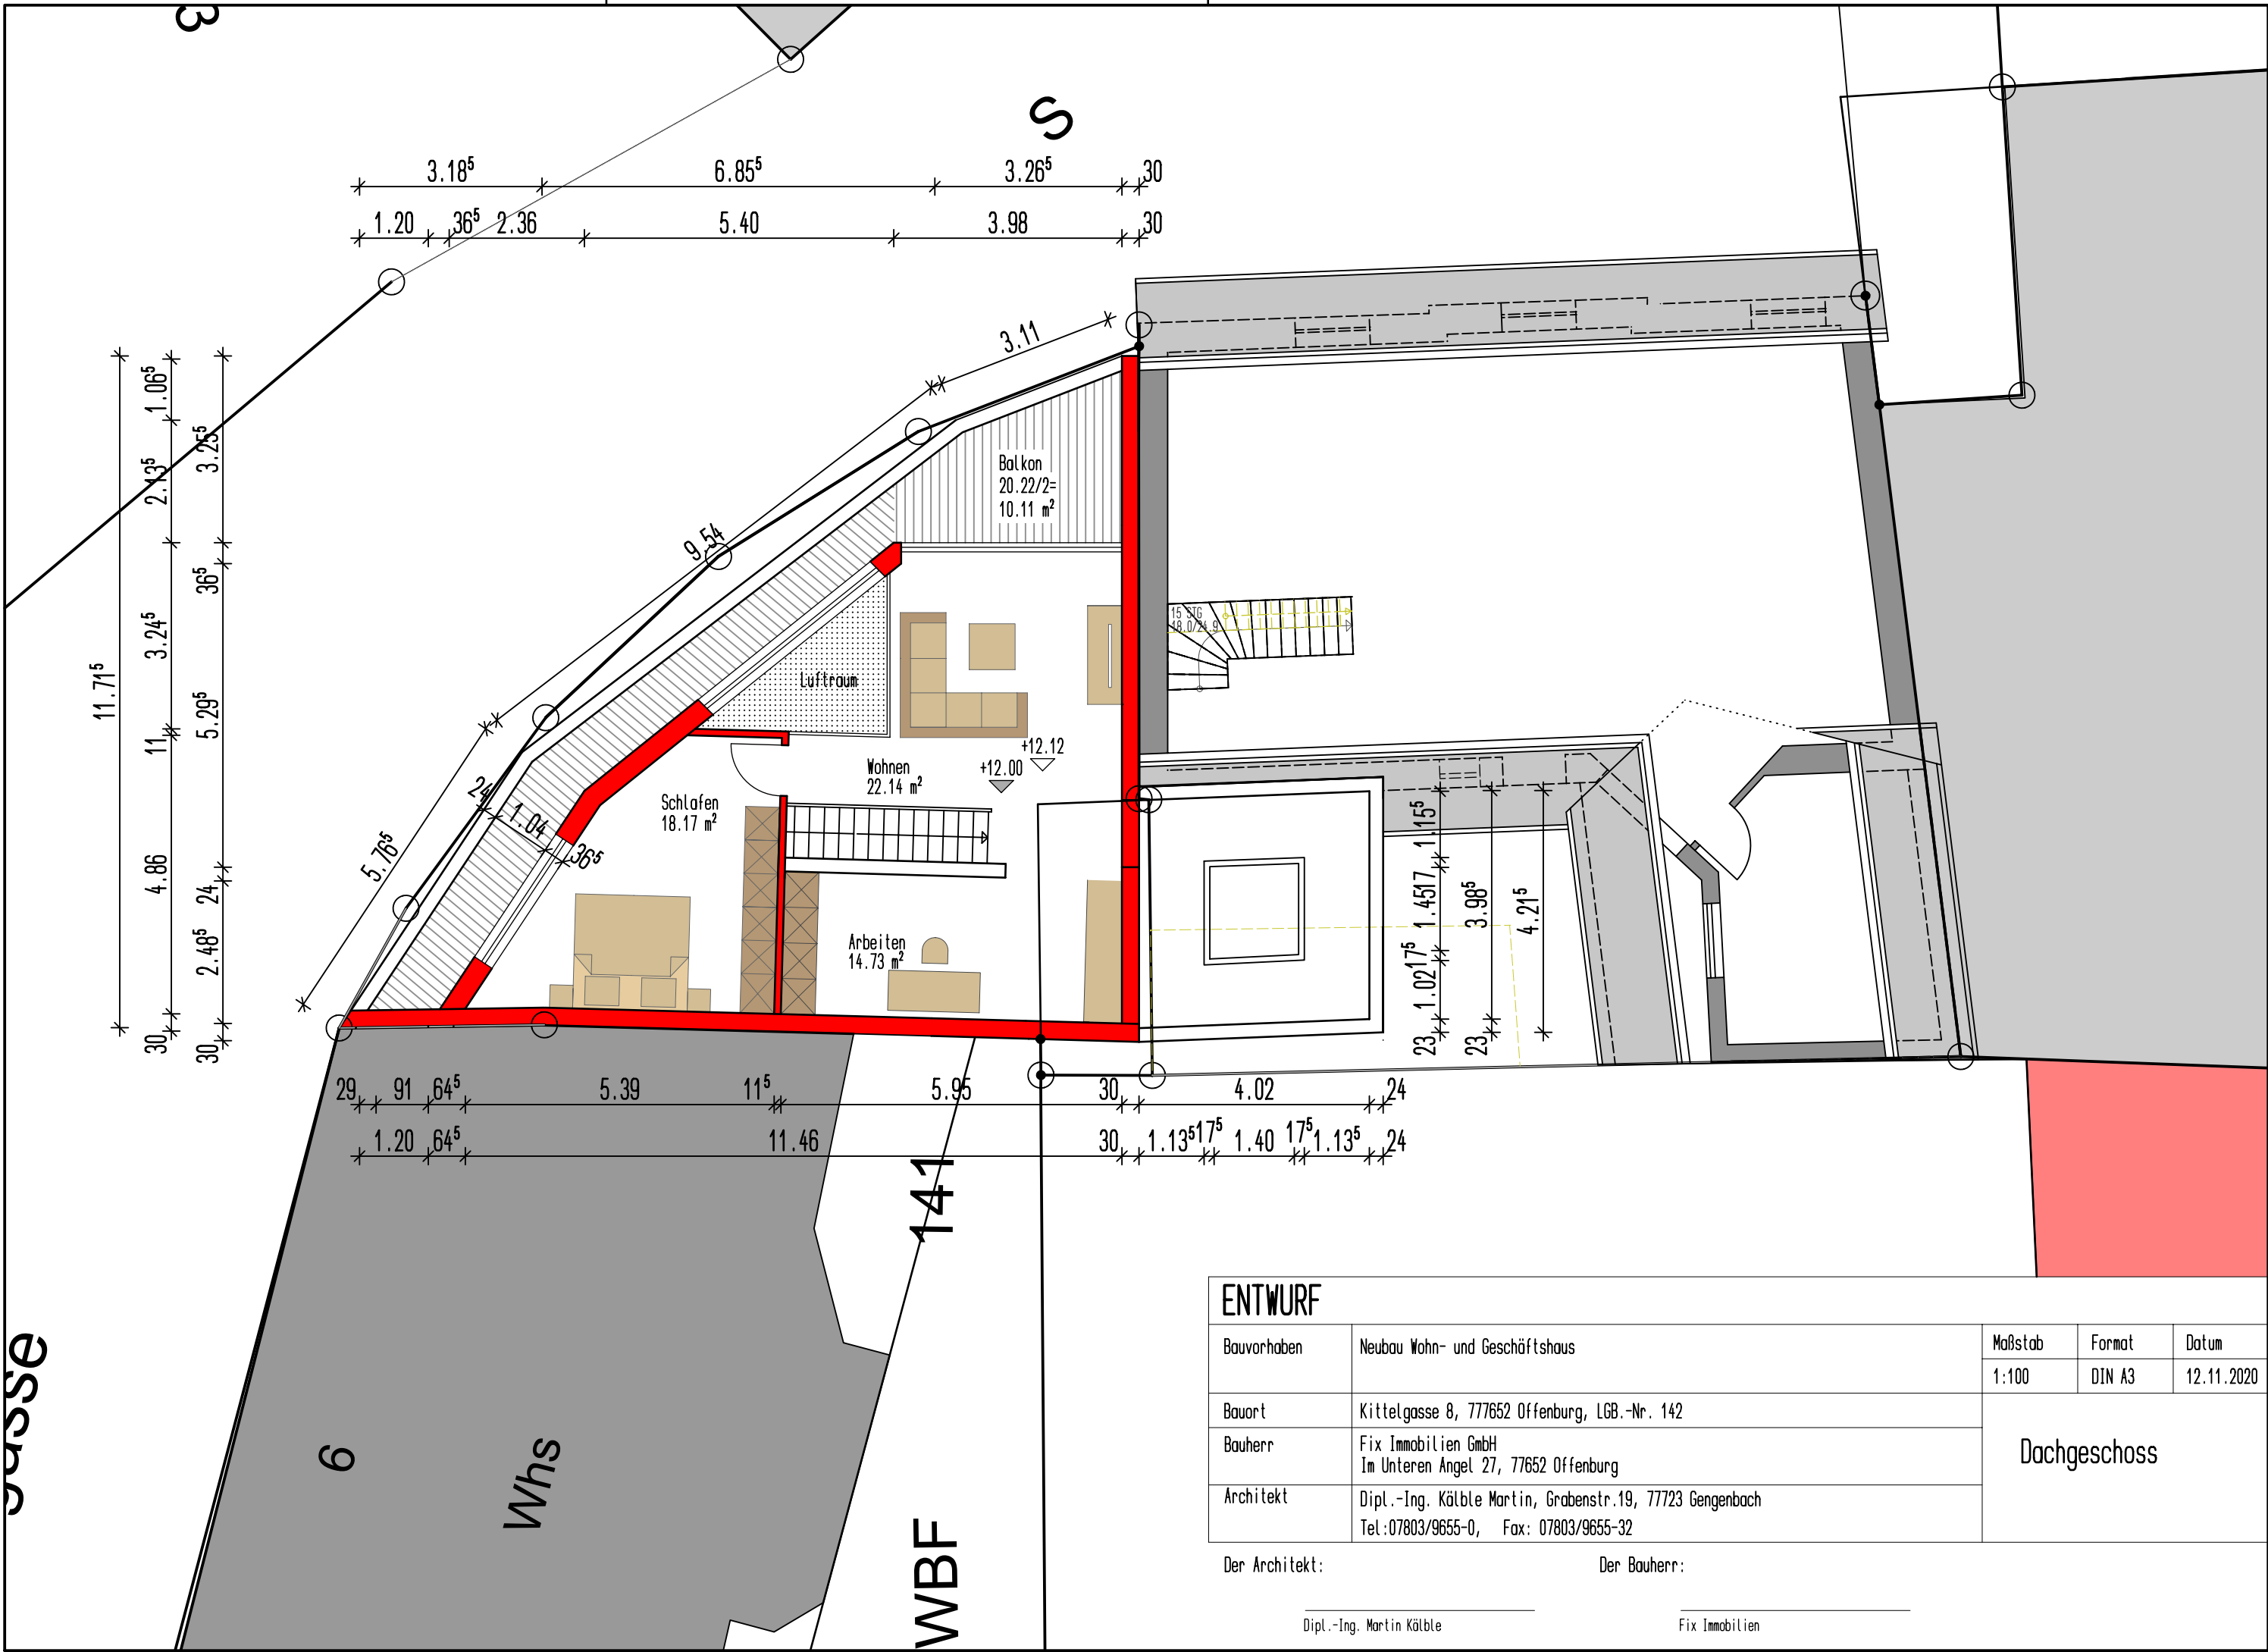 3
S
3.18⁵ 6.85⁵ 3.26⁵ 30
1.20 36⁵ 2.36 5.40 3.98 30
3.11
9.54
5.76⁵
24
1.04
36⁵
11.71⁵
1.06⁵ 2.13⁵ 3.24⁵ 11 4.86 30
3.25⁵ 36⁵ 5.29⁵ 24 2.48⁵ 30
Balkon
20.22/2=
10.11 m²
Luftraum
15 STG
18.0/24.9
+12.12
+12.00
Wohnen
22.14 m²
Schlafen
18.17 m²
Arbeiten
14.73 m²
1.15⁵ 17 1.45 17⁵ 1.02 23
3.98⁵ 23
4.21⁵
29 91 64⁵ 5.39 11⁵ 5.95 30 4.02 24
1.20 64⁵ 11.46 30 1.13⁵ 17⁵ 1.40 17⁵ 1.13⁵ 24
141
gasse
6
Whs
WBF
ENTWURF
Bauvorhaben Neubau Wohn- und Geschäftshaus Maßstab Format Datum
1:100 DIN A3 12.11.2020
Bauort Kittelgasse 8, 777652 Offenburg, LGB.-Nr. 142
Bauherr Fix Immobilien GmbH
Im Unteren Angel 27, 77652 Offenburg
Dachgeschoss
Architekt Dipl.-Ing. Kälble Martin, Grabenstr.19, 77723 Gengenbach
Tel:07803/9655-0, Fax: 07803/9655-32
Der Architekt: Der Bauherr:
Dipl.-Ing. Martin Kälble Fix Immobilien